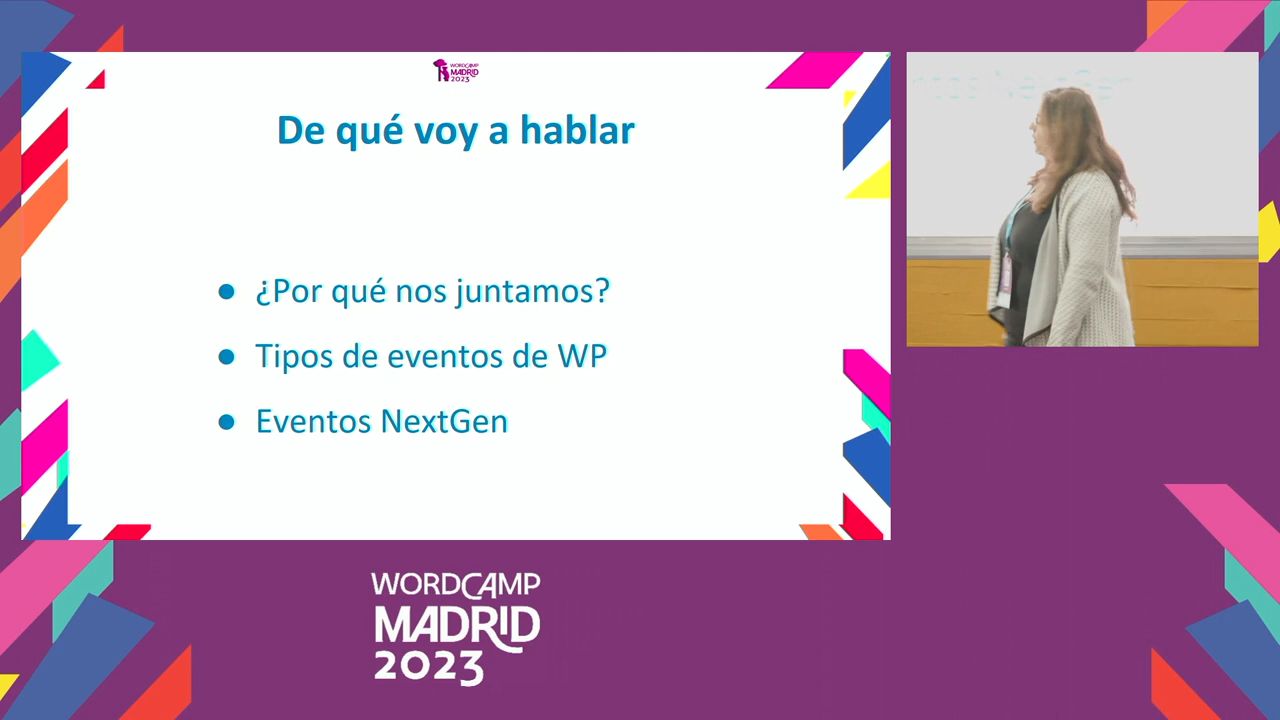 WORDCAMP
MADRID
2023
De qué voy a hablar
● ¿Por qué nos juntamos?
● Tipos de eventos de WP
● Eventos NextGen
WORDCAMP
MADRID
2023